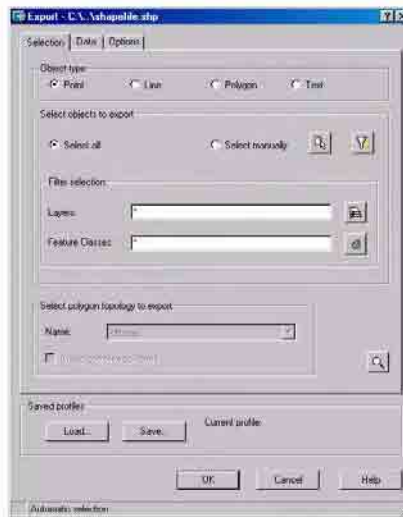 Export - C:\..\shapefile.shp
Selection Data Options
Object type
Point Line Polygon Text
Select objects to export
Select all Select manually
Filter selection
Layers: *
Feature Classes: *
Select polygon topology to export
Name:
Saved profiles
Load... Save... Current profile:
OK Cancel Help
Automatic selection